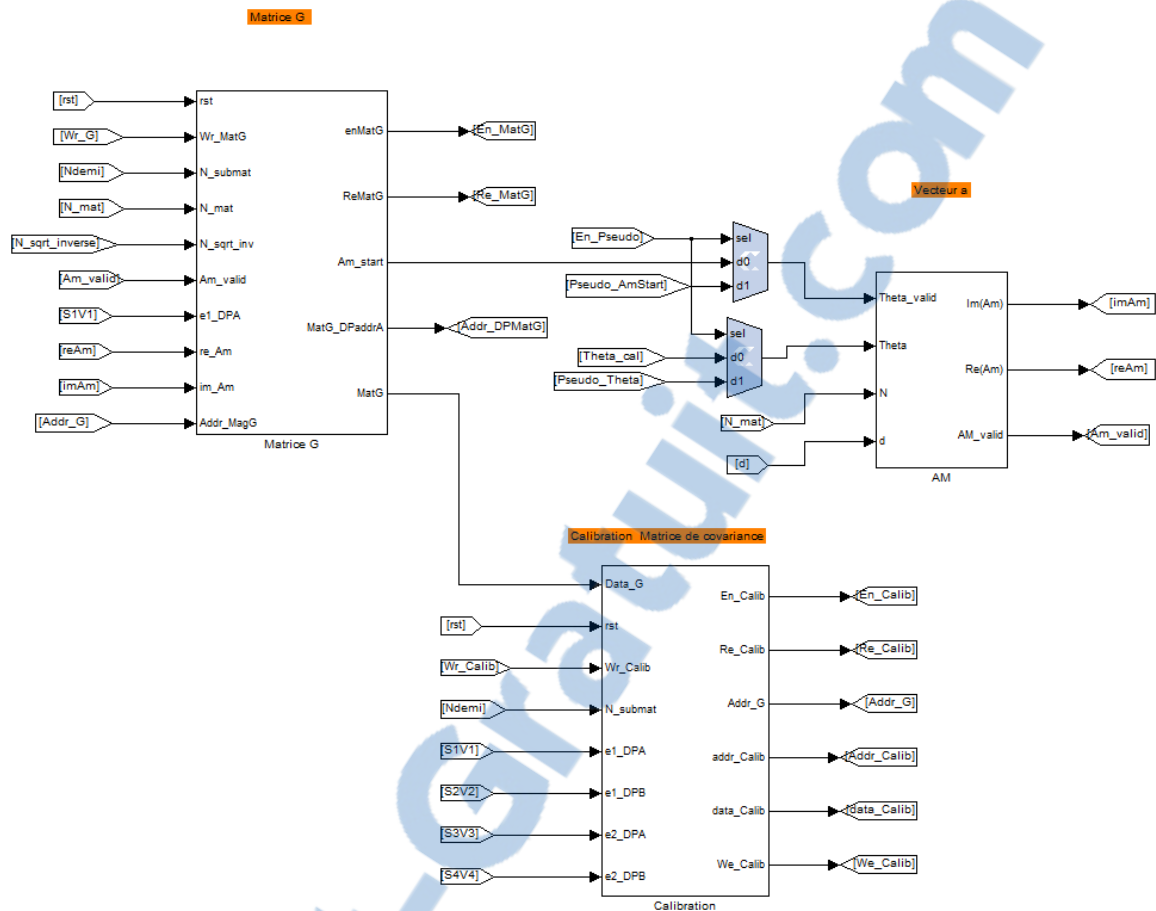 Matrice G
[rst]
rst
[Wr_G]
Wr_MatG
enMatG
[En_MatG]
[Ndemi]
N_submat
[N_mat]
N_mat
ReMatG
[Re_MatG]
[N_sqrt_inverse]
N_sqrt_inv
[Am_valid]
Am_valid
Am_start
[S1V1]
e1_DPA
MatG_DPaddrA
[Addr_DPMatG]
[reAm]
re_Am
[imAm]
im_Am
MatG
[Addr_G]
Addr_MagG
Matrice G
Vecteur a
[En_Pseudo]
sel
d0
[Pseudo_AmStart]
d1
sel
[Theta_cal]
d0
[Pseudo_Theta]
d1
[N_mat]
[d]
Theta_valid
Im(Am)
[imAm]
Theta
Re(Am)
[reAm]
N
AM_valid
[Am_valid]
d
AM
Calibration Matrice de covariance
Data_G
En_Calib
[En_Calib]
[rst]
rst
Re_Calib
[Re_Calib]
[Wr_Calib]
Wr_Calib
Addr_G
[Addr_G]
[Ndemi]
N_submat
[S1V1]
e1_DPA
addr_Calib
[Addr_Calib]
[S2V2]
e1_DPB
data_Calib
[data_Calib]
[S3V3]
e2_DPA
We_Calib
[We_Calib]
[S4V4]
e2_DPB
Calibration
-Gratuit.com